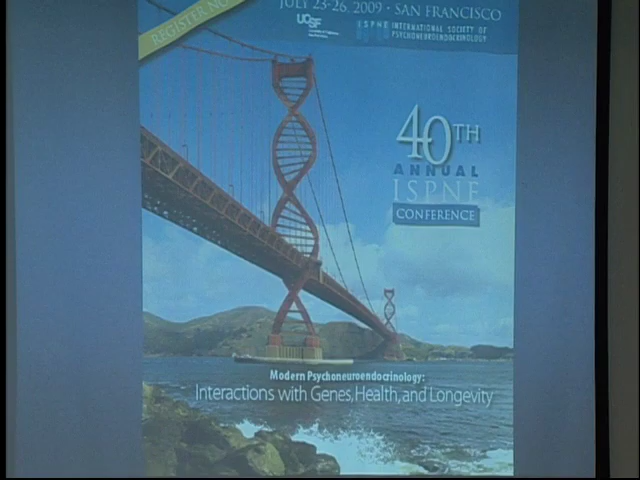 REGISTER NO
JULY 23-26, 2009 • SAN FRANCISCO
UCSF
ISPNE INTERNATIONAL SOCIETY OF
PSYCHONEUROENDOCRINOLOGY
40TH
ANNUAL
ISPNE
CONFERENCE
Modern Psychoneuroendocrinology:
Interactions with Genes, Health, and Longevity